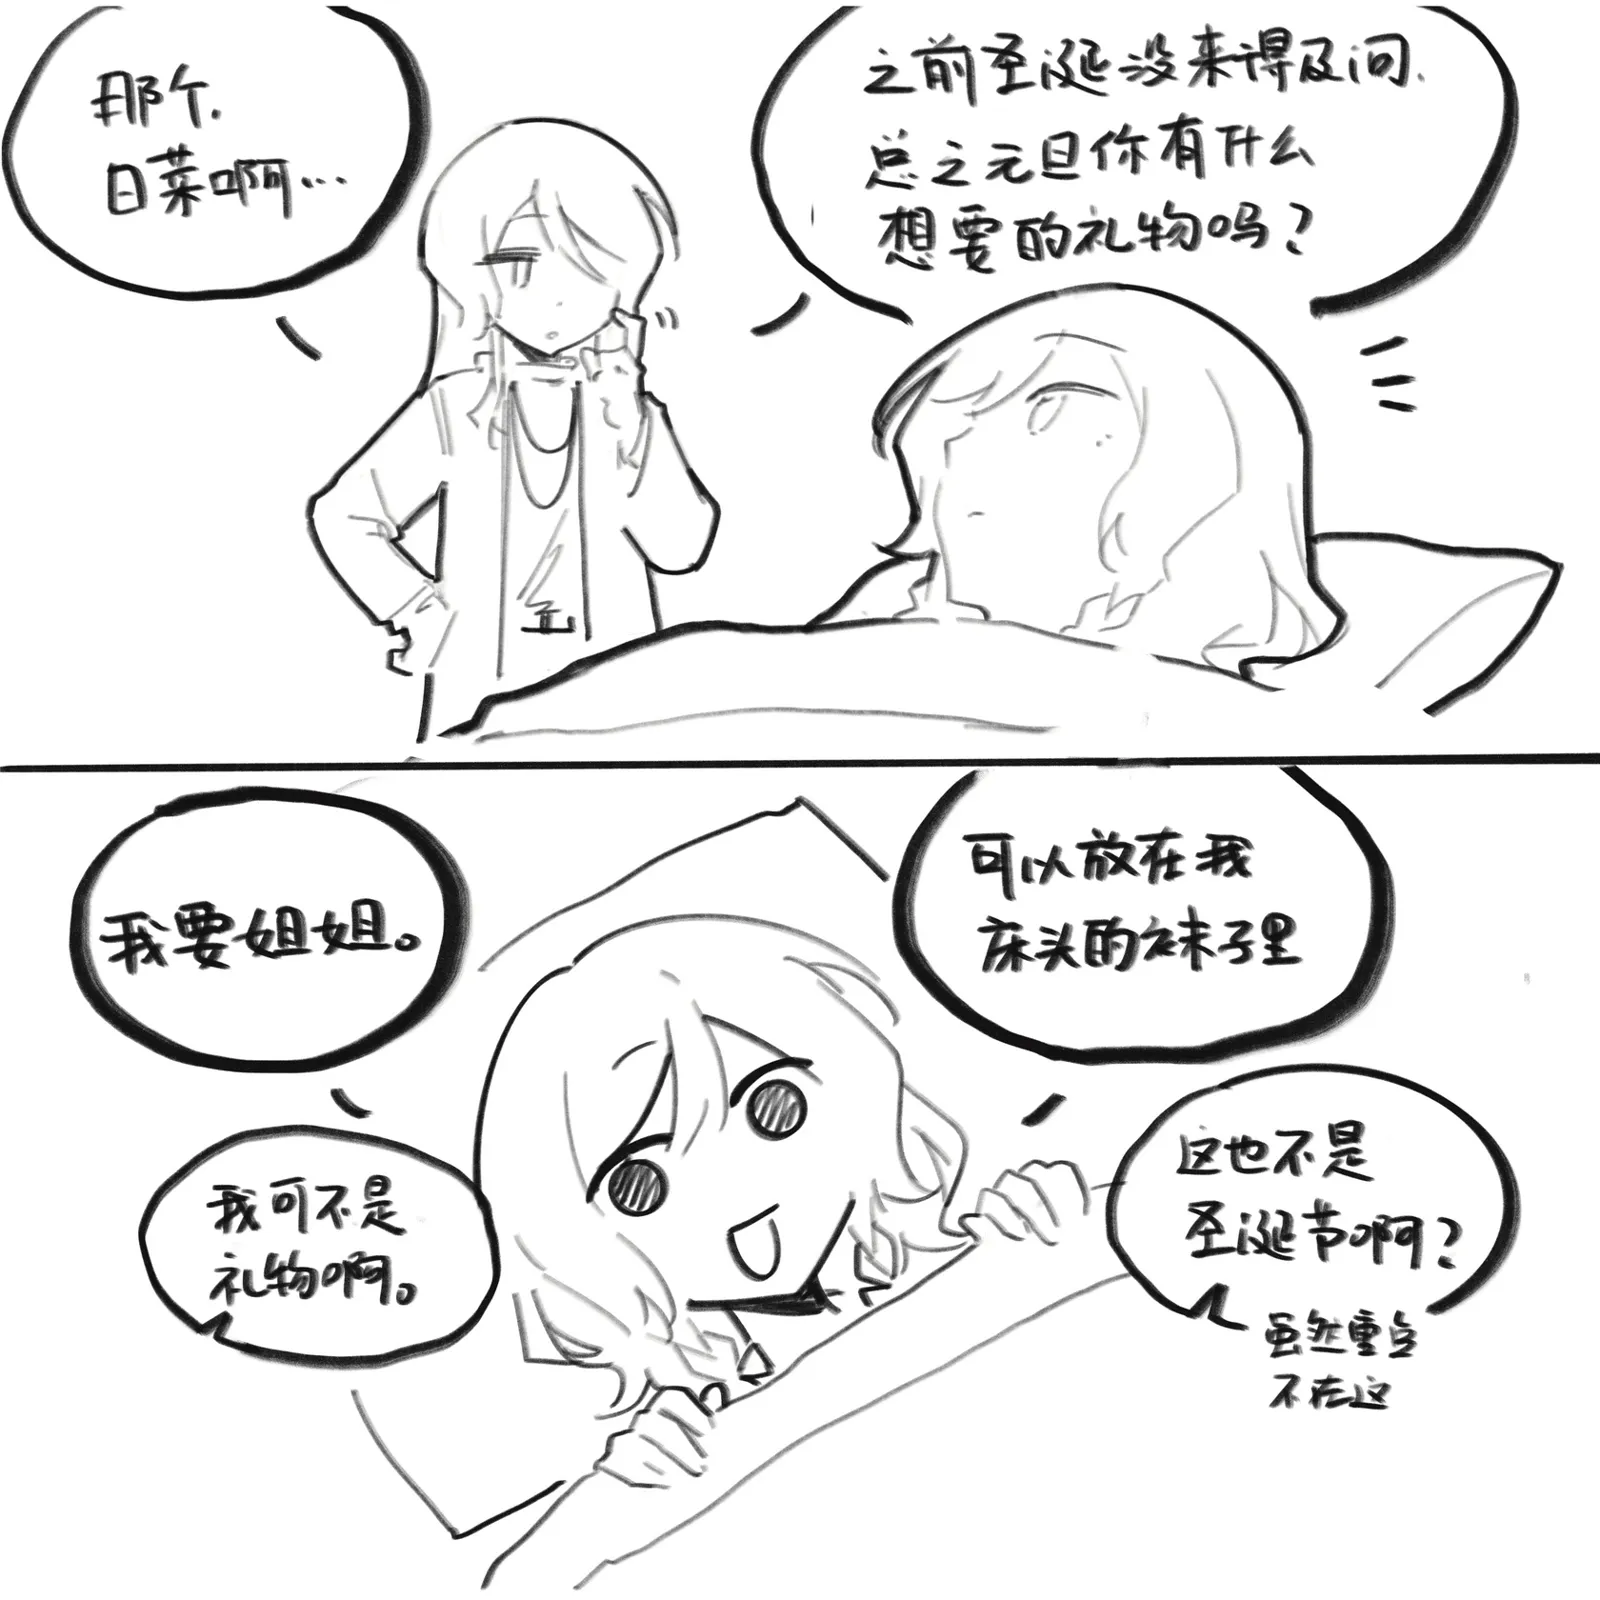 那个.
日菜啊…
之前圣诞没来得及问.
总之元旦你有什么
想要的礼物吗？
我要姐姐。
可以放在我
床头的袜子里
我可不是
礼物啊。
这也不是
圣诞节啊？
虽然重点
不在这